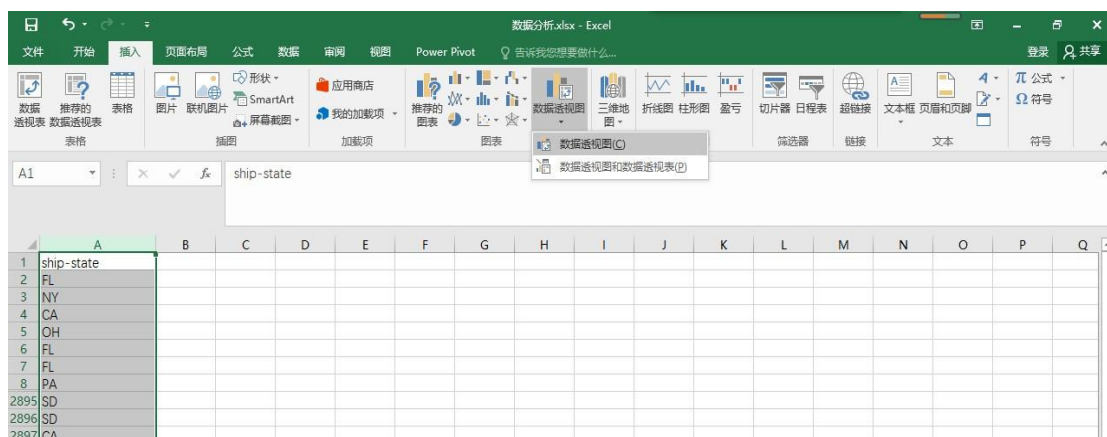 数据分析.xlsx - Excel
文件 开始 插入 页面布局 公式 数据 审阅 视图 Power Pivot 告诉我您想要做什么... 登录 共享
数据透视表 推荐的数据透视表 表格 图片 联机图片 形状 SmartArt 屏幕截图 应用商店 我的加载项 推荐的图表 数据透视图 三维地图 折线图 柱形图 盈亏 切片器 日程表 超链接 文本框 页眉和页脚 π 公式 Ω 符号
表格 插图 加载项 图表 筛选器 链接 文本 符号
数据透视图(C)
数据透视图和数据透视表(P)
A1 fx ship-state
A B C D E F G H I J K L M N O P Q
1 ship-state
2 FL
3 NY
4 CA
5 OH
6 FL
7 FL
8 PA
2895 SD
2896 SD
2897 CA